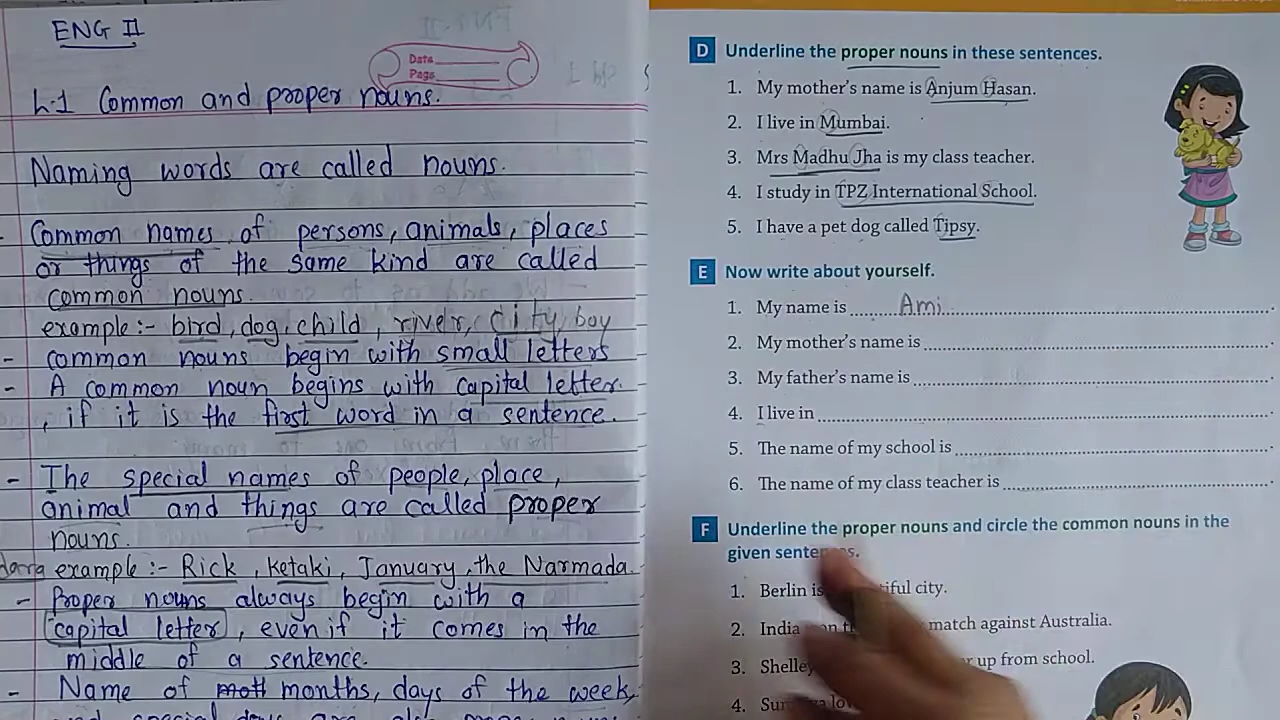 ENG II
Date
Page
L.1 Common and proper nouns.
Naming words are called nouns.
- Common names of persons, animals, places
or things of the same kind are called
common nouns.
example:- bird, dog, child, river, city, boy
- common nouns begin with small letters
- A common noun begins with capital letter
, if it is the first word in a sentence.
- The special names of people, place,
animal and things are called proper
nouns.
example:- Rick, Ketaki, January, the Narmada.
- Proper nouns always begin with a
capital letter, even if it comes in the
middle of a sentence.
- Name of months, days of the week,
D Underline the proper nouns in these sentences.
1. My mother's name is Anjum Hasan.
2. I live in Mumbai.
3. Mrs Madhu Jha is my class teacher.
4. I study in TPZ International School.
5. I have a pet dog called Tipsy.
E Now write about yourself.
1. My name is Ami
2. My mother's name is
3. My father's name is
4. I live in
5. The name of my school is
6. The name of my class teacher is
F Underline the proper nouns and circle the common nouns in the
given
1. Berlin is city.
2. India match against Australia.
3. Shelley up from school.
4.